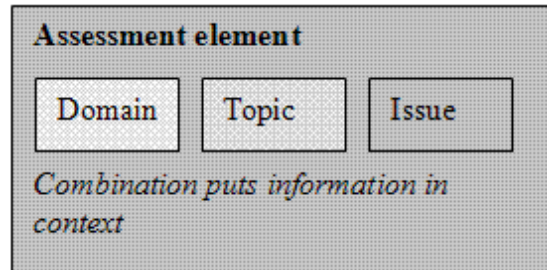 Assessment element
Domain Topic Issue
Combination puts information in
context